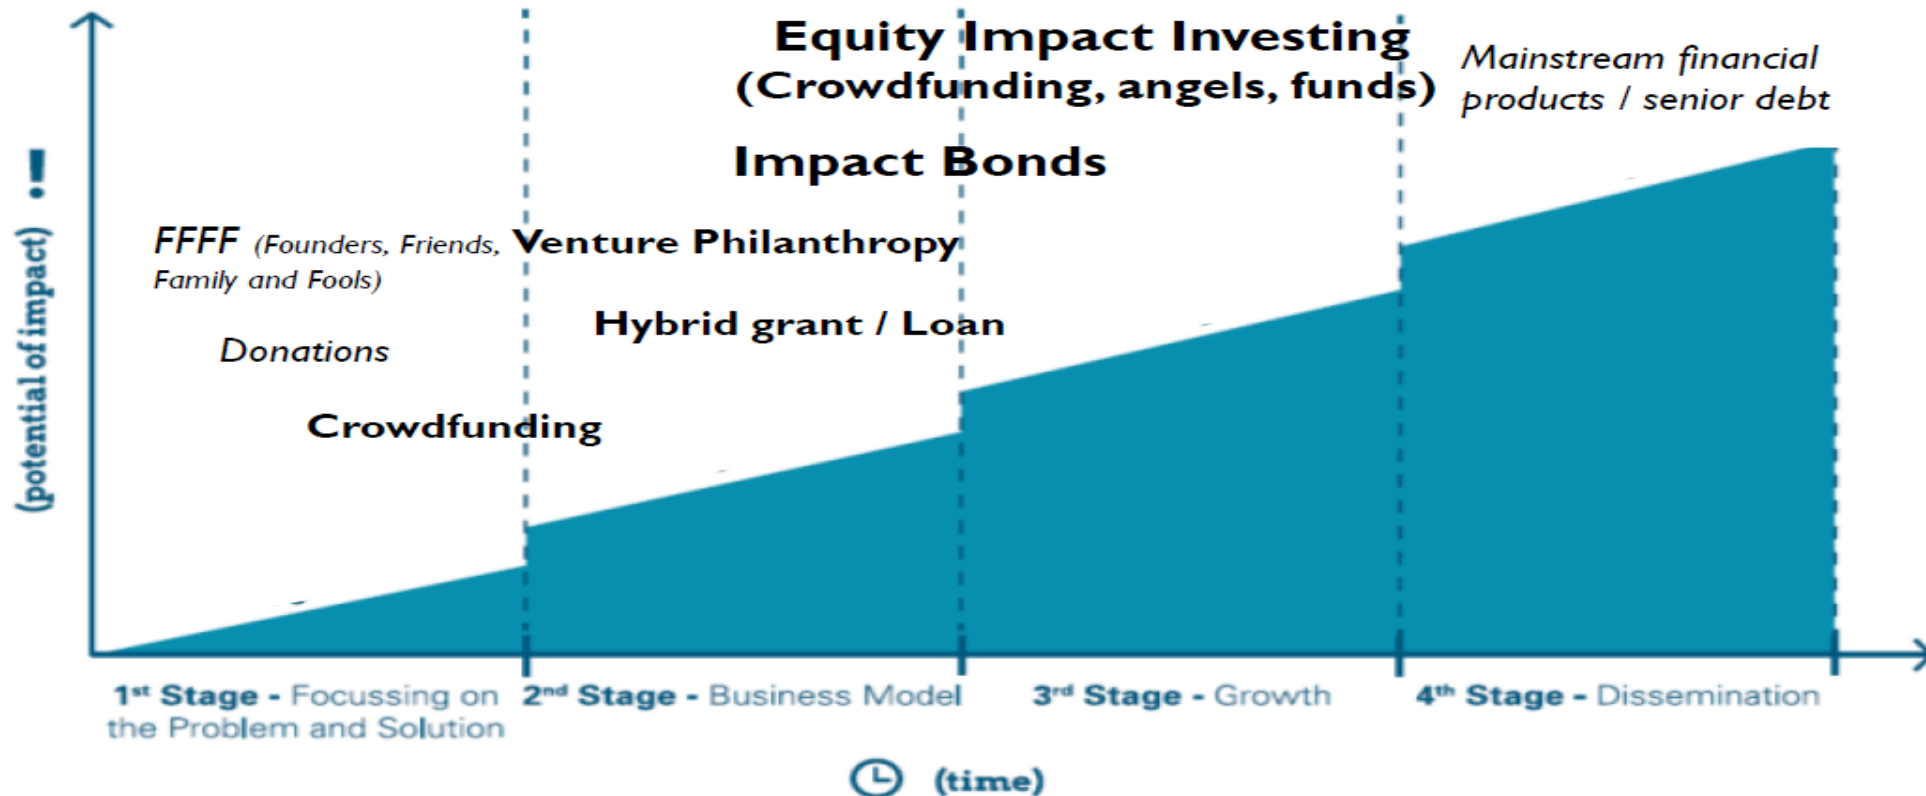 Equity Impact Investing
(Crowdfunding, angels, funds)
Mainstream financial
products / senior debt
Impact Bonds
FFFF (Founders, Friends,
Family and Fools)
Venture Philanthropy
Hybrid grant / Loan
Donations
Crowdfunding
(potential of impact) !
1st Stage - Focussing on
the Problem and Solution
2nd Stage - Business Model
3rd Stage - Growth
4th Stage - Dissemination
(time)